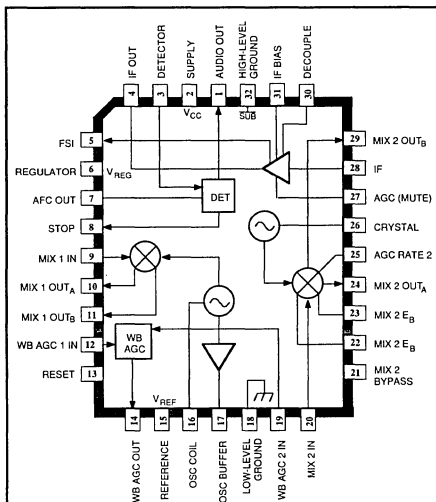 IF OUT
DETECTOR
SUPPLY
AUDIO OUT
HIGH-LEVEL
GROUND
IF BIAS
DECOUPLE
4
3
2
1
32
31
30
VCC
SUB
FSI
5
REGULATOR
6
VREG
AFC OUT
7
STOP
8
MIX 1 IN
9
MIX 1 OUTA
10
MIX 1 OUTB
11
WB AGC 1 IN
12
RESET
13
DET
WB
AGC
VREF
29
MIX 2 OUTB
28
IF
27
AGC (MUTE)
26
CRYSTAL
25
AGC RATE 2
24
MIX 2 OUTA
23
MIX 2 EB
22
MIX 2 EB
21
MIX 2
BYPASS
14
15
16
17
18
19
20
WB AGC OUT
REFERENCE
OSC COIL
OSC BUFFER
LOW-LEVEL
GROUND
WB AGC 2 IN
MIX 2 IN